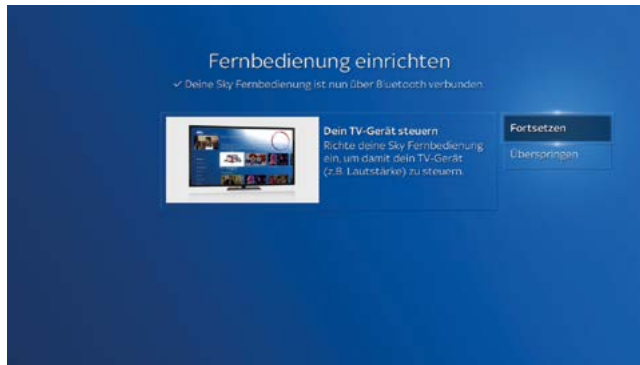 Fernbedienung einrichten
✓ Deine Sky Fernbedienung ist nun über Bluetooth verbunden.
Dein TV-Gerät steuern
Richte deine Sky Fernbedienung
ein, um damit dein TV-Gerät
(z.B. Lautstärke) zu steuern.
Fortsetzen
Überspringen